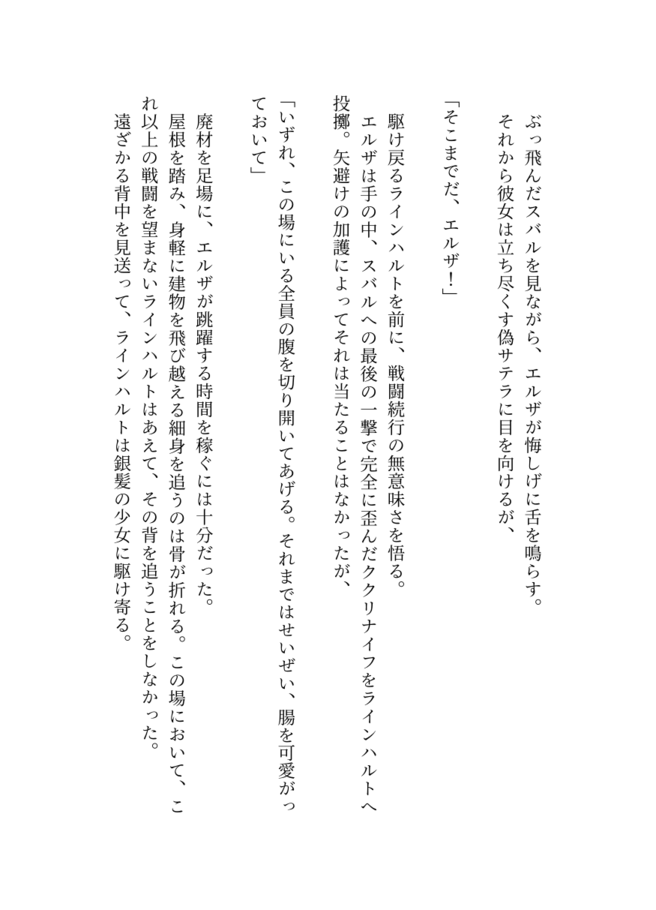 ぶっ飛んだスバルを見ながら、エルザが悔しげに舌を鳴らす。
それから彼女は立ち尽くす偽サテラに目を向けるが、
「そこまでだ、エルザ！」
駆け戻るラインハルトを前に、戦闘続行の無意味さを悟る。
エルザは手の中、スバルへの最後の一撃で完全に歪んだククリナイフをラインハルトへ
投擲。矢避けの加護によってそれは当たることはなかったが、
「いずれ、この場にいる全員の腹を切り開いてあげる。それまではせいぜい、腸を可愛がっ
ておいて」
廃材を足場に、エルザが跳躍する時間を稼ぐには十分だった。
屋根を踏み、身軽に建物を飛び越える細身を追うのは骨が折れる。この場において、こ
れ以上の戦闘を望まないラインハルトはあえて、その背を追うことをしなかった。
遠ざかる背中を見送って、ラインハルトは銀髪の少女に駆け寄る。